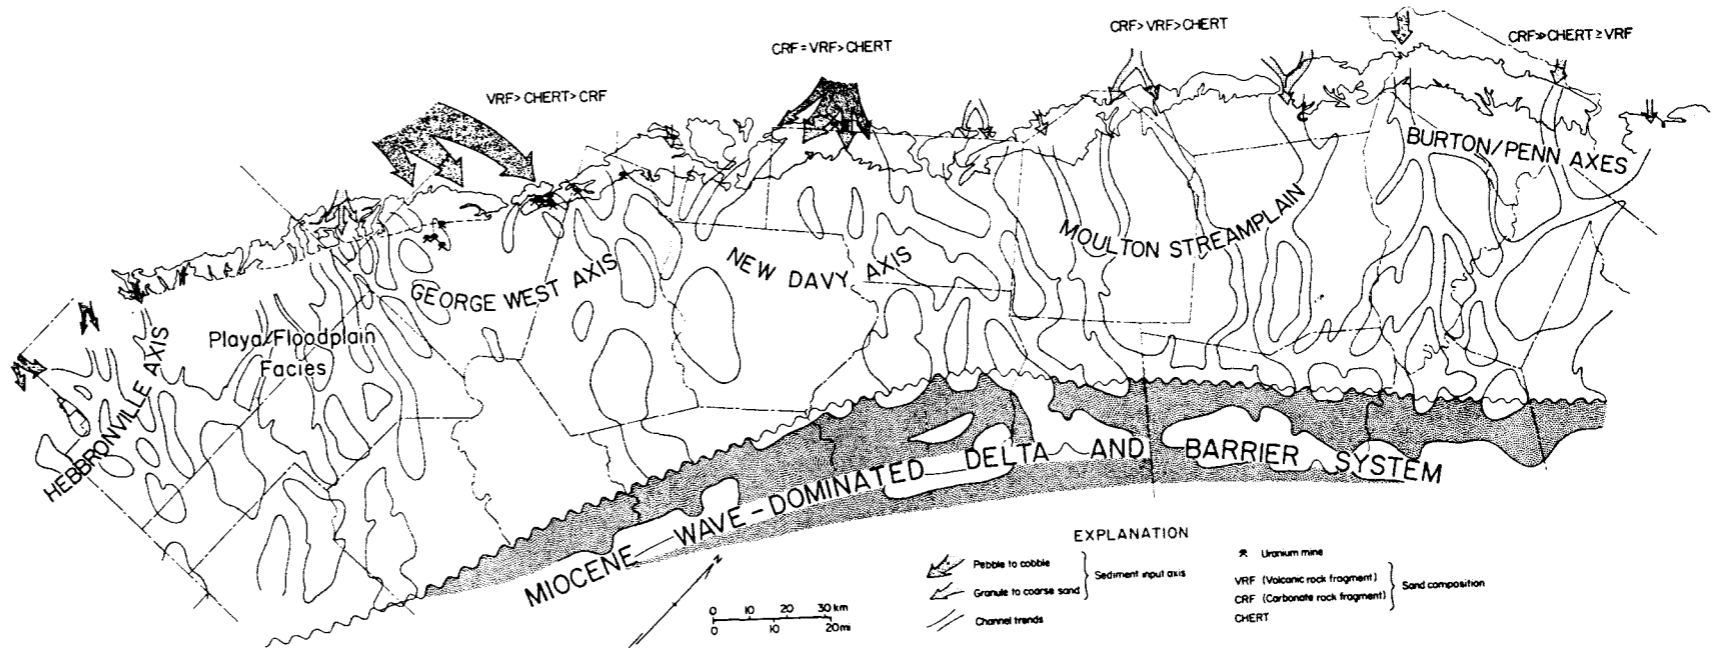 CRF = VRF > CHERT
CRF > VRF > CHERT
CRF ≫ CHERT ≥ VRF
VRF > CHERT > CRF
BURTON/PENN AXES
MOULTON STREAMPLAIN
NEW DAVY AXIS
GEORGE WEST AXIS
Playa/Floodplain
Facies
HEBBRONVILLE AXIS
MIOCENE WAVE-DOMINATED DELTA AND BARRIER SYSTEM
N
0 10 20 30 km
0 10 20 mi
EXPLANATION
Pebble to cobble
Granule to coarse sand
Sediment input axis
Channel trends
Uranium mine
VRF (Volcanic rock fragment)
CRF (Carbonate rock fragment)
CHERT
Sand composition